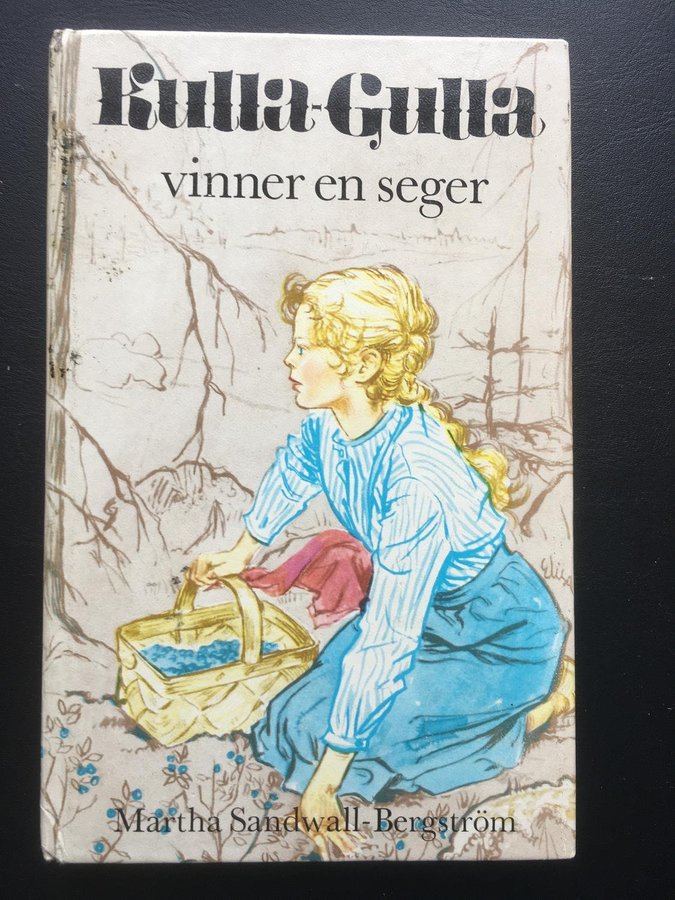 Kulla-Gulla
vinner en seger
Martha Sandwall-Bergström